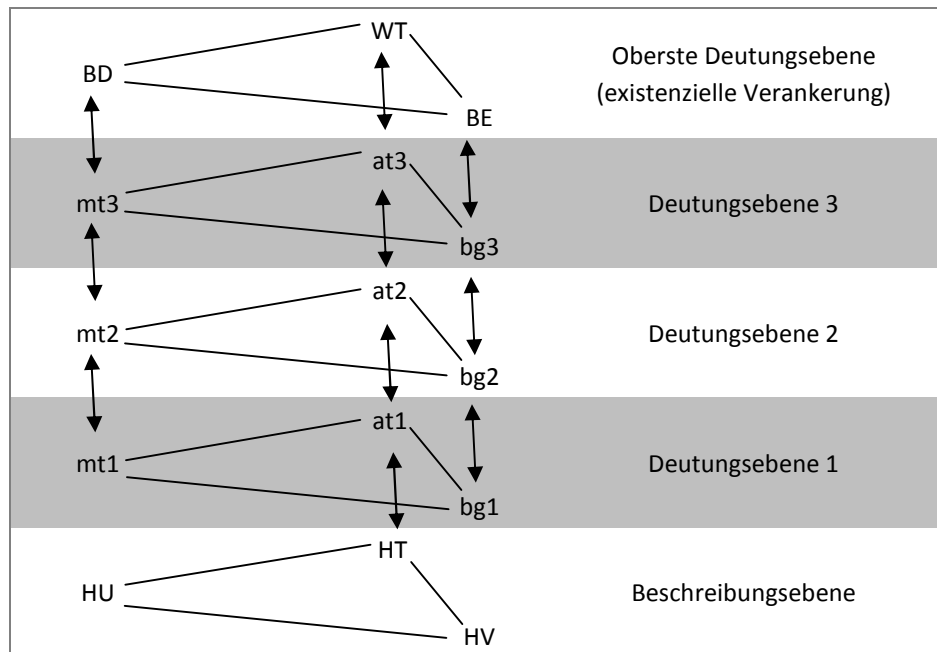 WT
BD
BE
Oberste Deutungsebene
(existenzielle Verankerung)
at3
mt3
bg3
Deutungsebene 3
at2
mt2
bg2
Deutungsebene 2
at1
mt1
bg1
Deutungsebene 1
HT
HU
HV
Beschreibungsebene